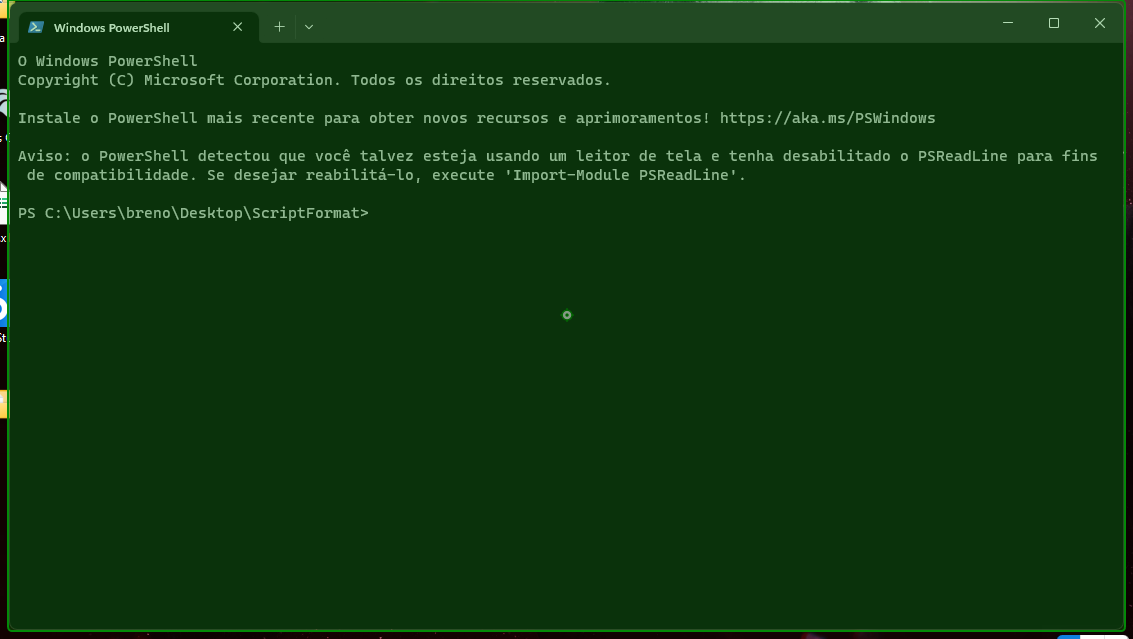 Windows PowerShell
O Windows PowerShell
Copyright (C) Microsoft Corporation. Todos os direitos reservados.
Instale o PowerShell mais recente para obter novos recursos e aprimoramentos! https://aka.ms/PSWindows
Aviso: o PowerShell detectou que você talvez esteja usando um leitor de tela e tenha desabilitado o PSReadLine para fins
de compatibilidade. Se desejar reabilitá-lo, execute 'Import-Module PSReadLine'.
PS C:\Users\breno\Desktop\ScriptFormat>